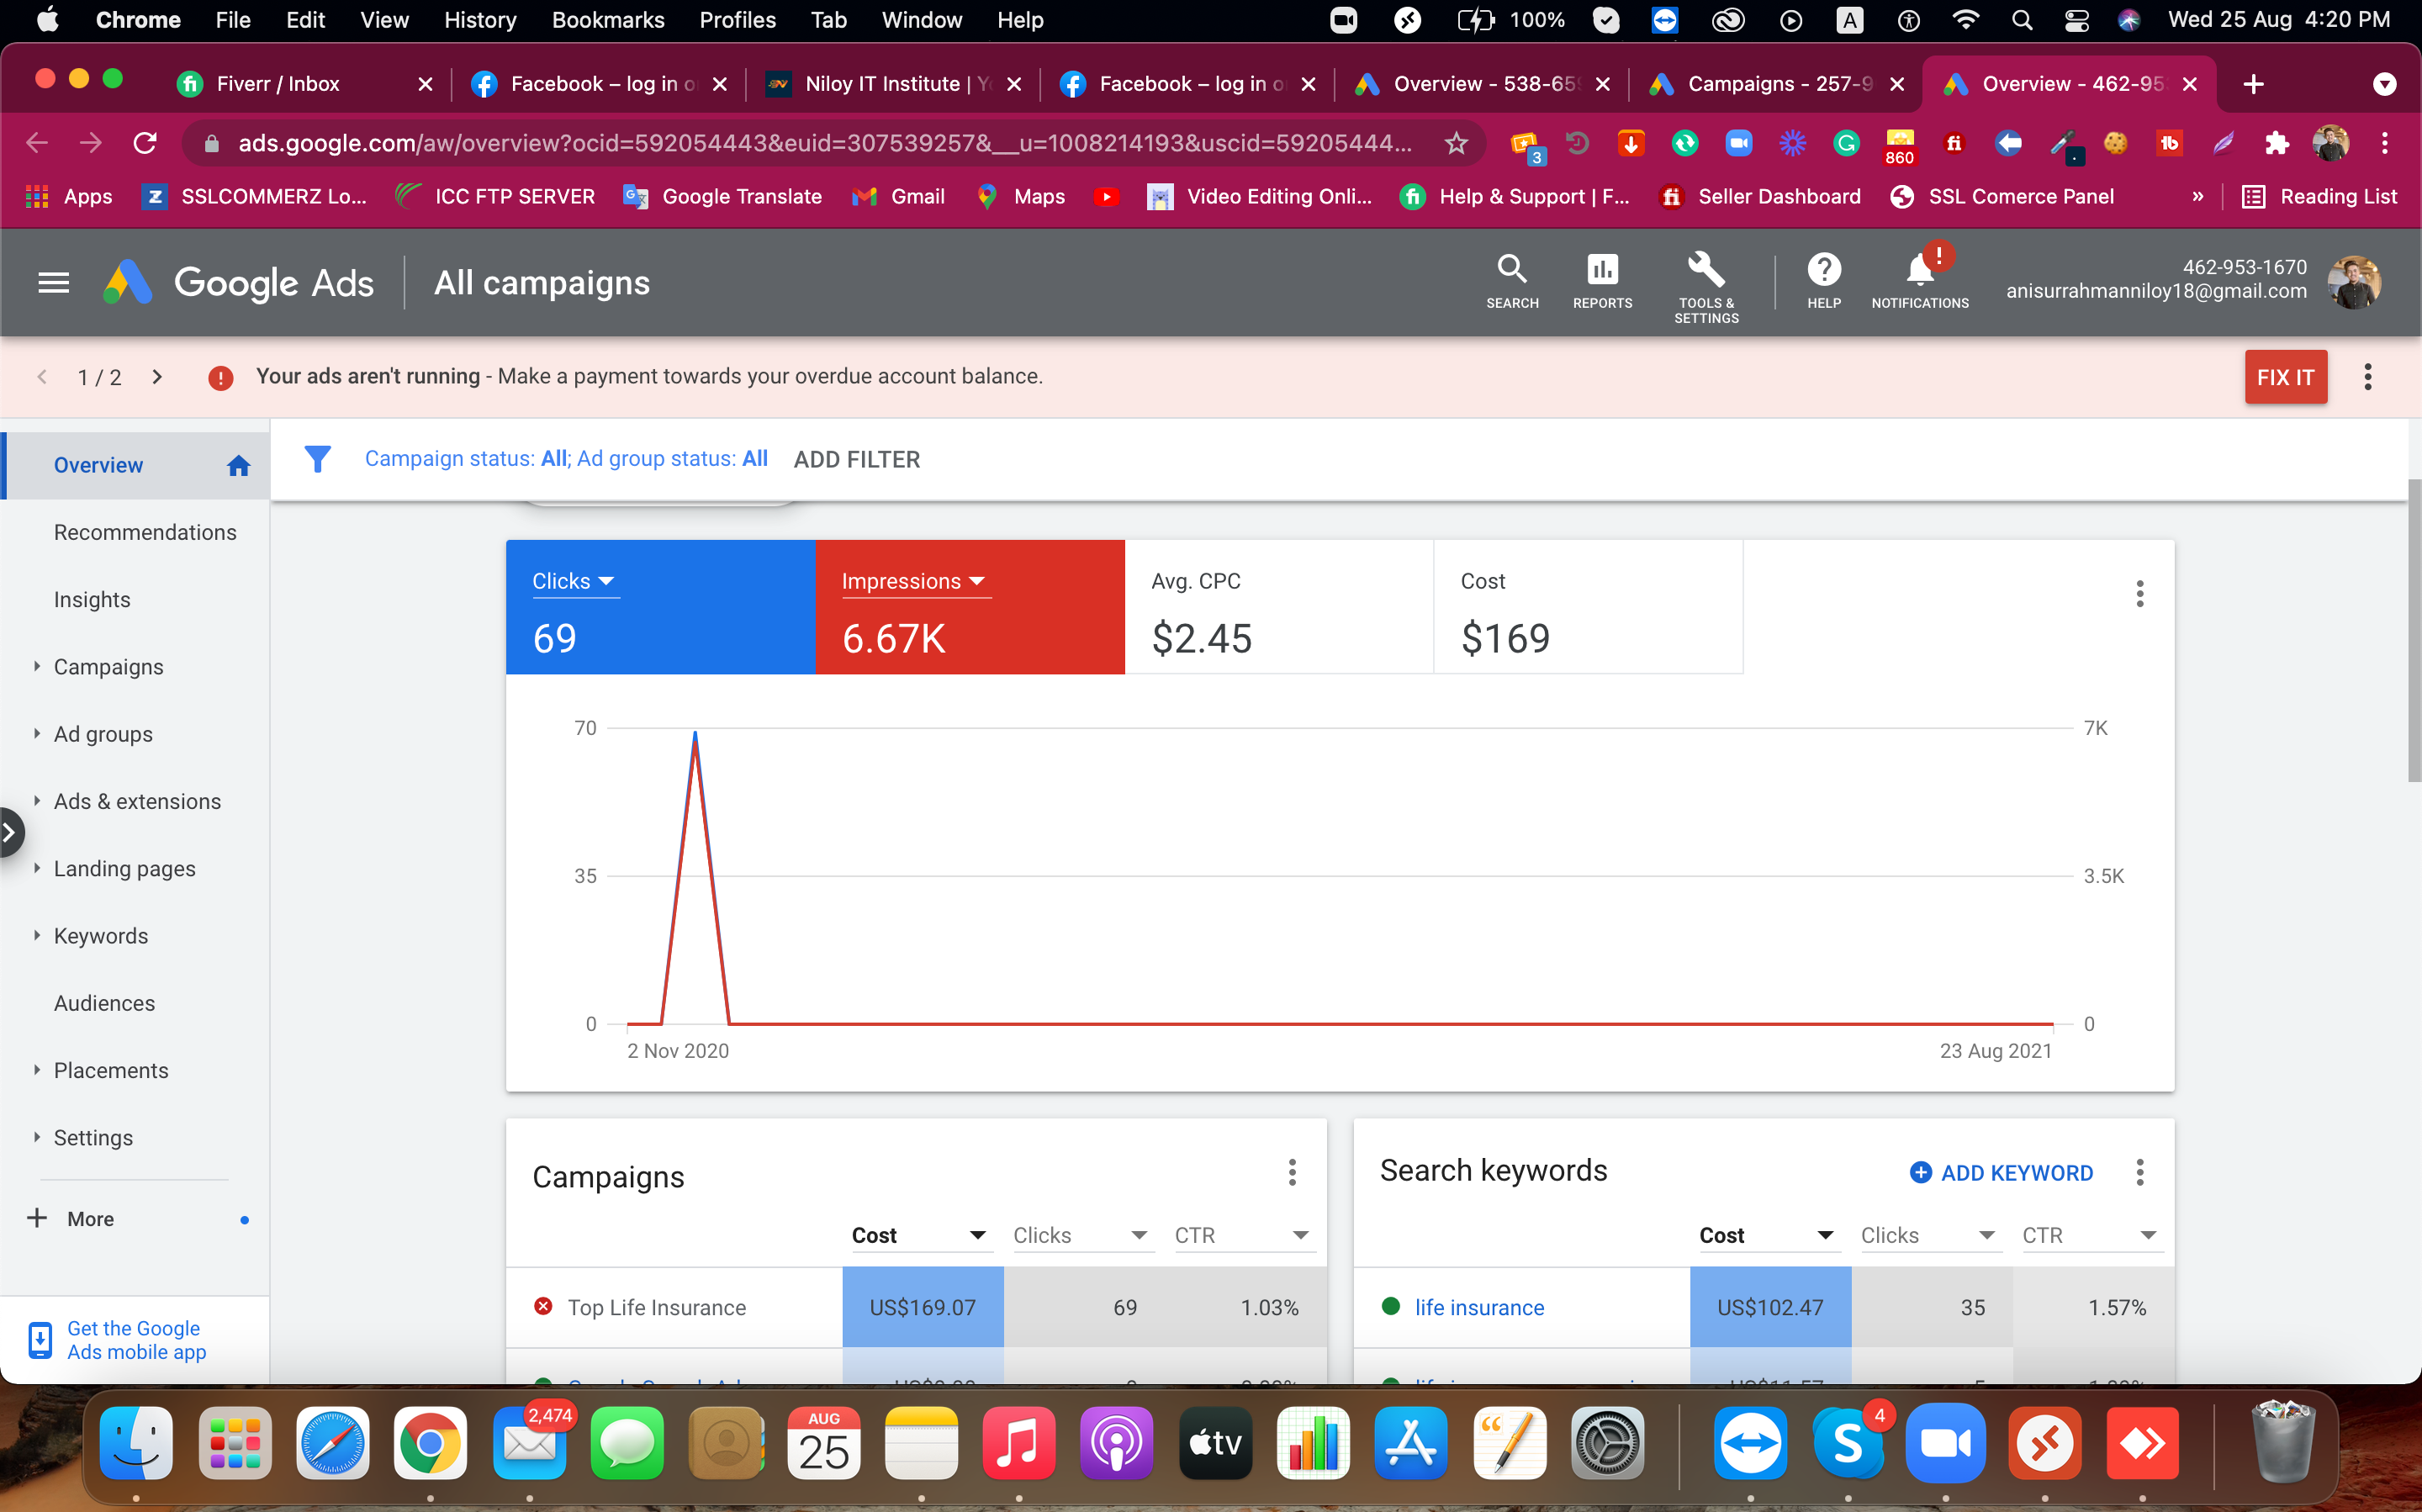 Chrome File Edit View History Bookmarks Profiles Tab Window Help 100% A Wed 25 Aug 4:20 PM
Fiverr / Inbox
Facebook – log in o
Niloy IT Institute | Y
Facebook – log in o
Overview - 538-65
Campaigns - 257-9
Overview - 462-95
ads.google.com/aw/overview?ocid=592054443&euid=307539257&__u=1008214193&uscid=59205444...
3
860
Apps
SSLCOMMERZ Lo...
ICC FTP SERVER
Google Translate
Gmail
Maps
Video Editing Onli...
Help & Support | F...
Seller Dashboard
SSL Comerce Panel
»
Reading List
Google Ads
All campaigns
SEARCH
REPORTS
TOOLS &
SETTINGS
HELP
NOTIFICATIONS
462-953-1670
anisurrahmanniloy18@gmail.com
1 / 2
Your ads aren't running - Make a payment towards your overdue account balance.
FIX IT
Overview
Recommendations
Insights
Campaigns
Ad groups
Ads & extensions
Landing pages
Keywords
Audiences
Placements
Settings
More
Get the Google
Ads mobile app
Campaign status: All; Ad group status: All
ADD FILTER
Clicks
69
Impressions
6.67K
Avg. CPC
$2.45
Cost
$169
70
7K
35
3.5K
0
0
2 Nov 2020
23 Aug 2021
Campaigns
Cost Clicks CTR
Top Life Insurance US$169.07 69 1.03%
Search keywords
ADD KEYWORD
Cost Clicks CTR
life insurance US$102.47 35 1.57%
2,474
AUG
25
tv
4